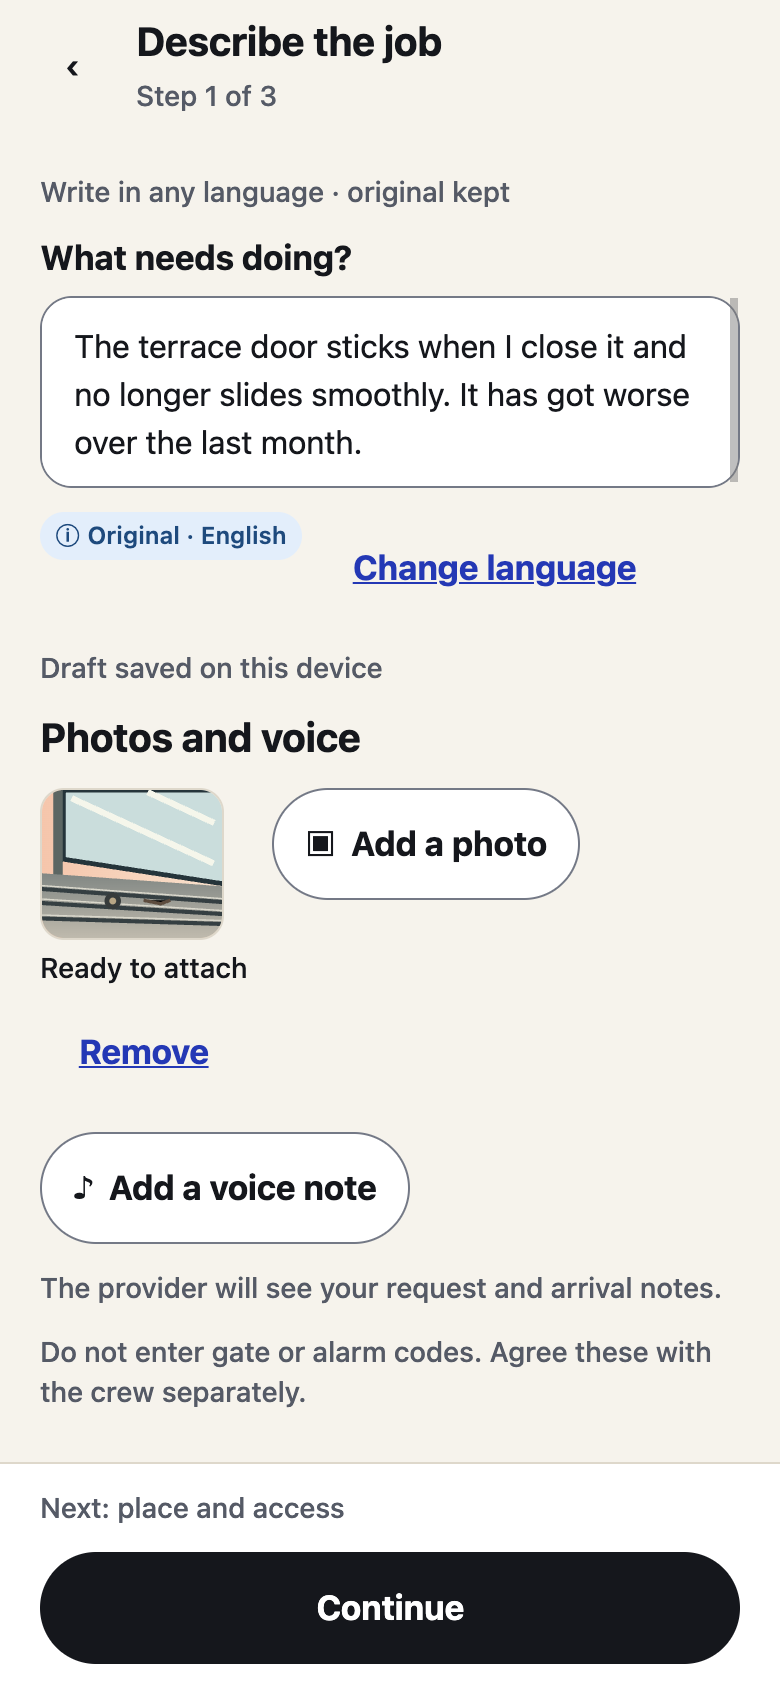 Describe the job
Step 1 of 3
Write in any language · original kept
What needs doing?
The terrace door sticks when I close it and
no longer slides smoothly. It has got worse
over the last month.
Original · English
Change language
Draft saved on this device
Photos and voice
Add a photo
Ready to attach
Remove
Add a voice note
The provider will see your request and arrival notes.
Do not enter gate or alarm codes. Agree these with
the crew separately.
Next: place and access
Continue